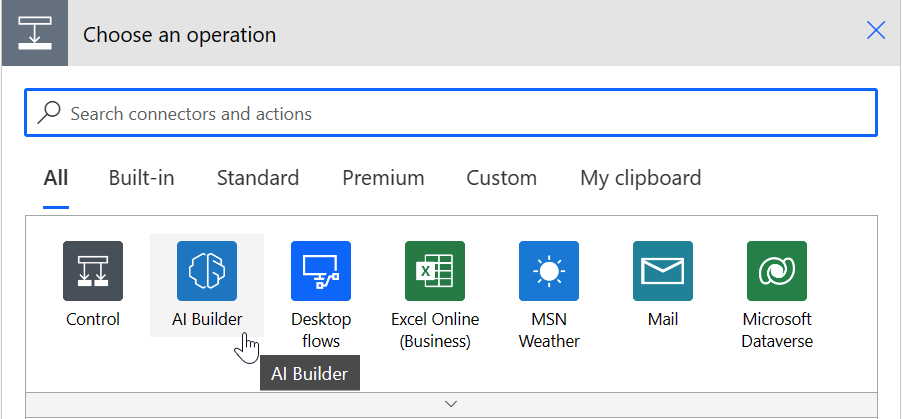 Choose an operation
Search connectors and actions
All Built-in Standard Premium Custom My clipboard
Control
AI Builder
Desktop
flows
Excel Online
(Business)
MSN
Weather
Mail
Microsoft
Dataverse
AI Builder